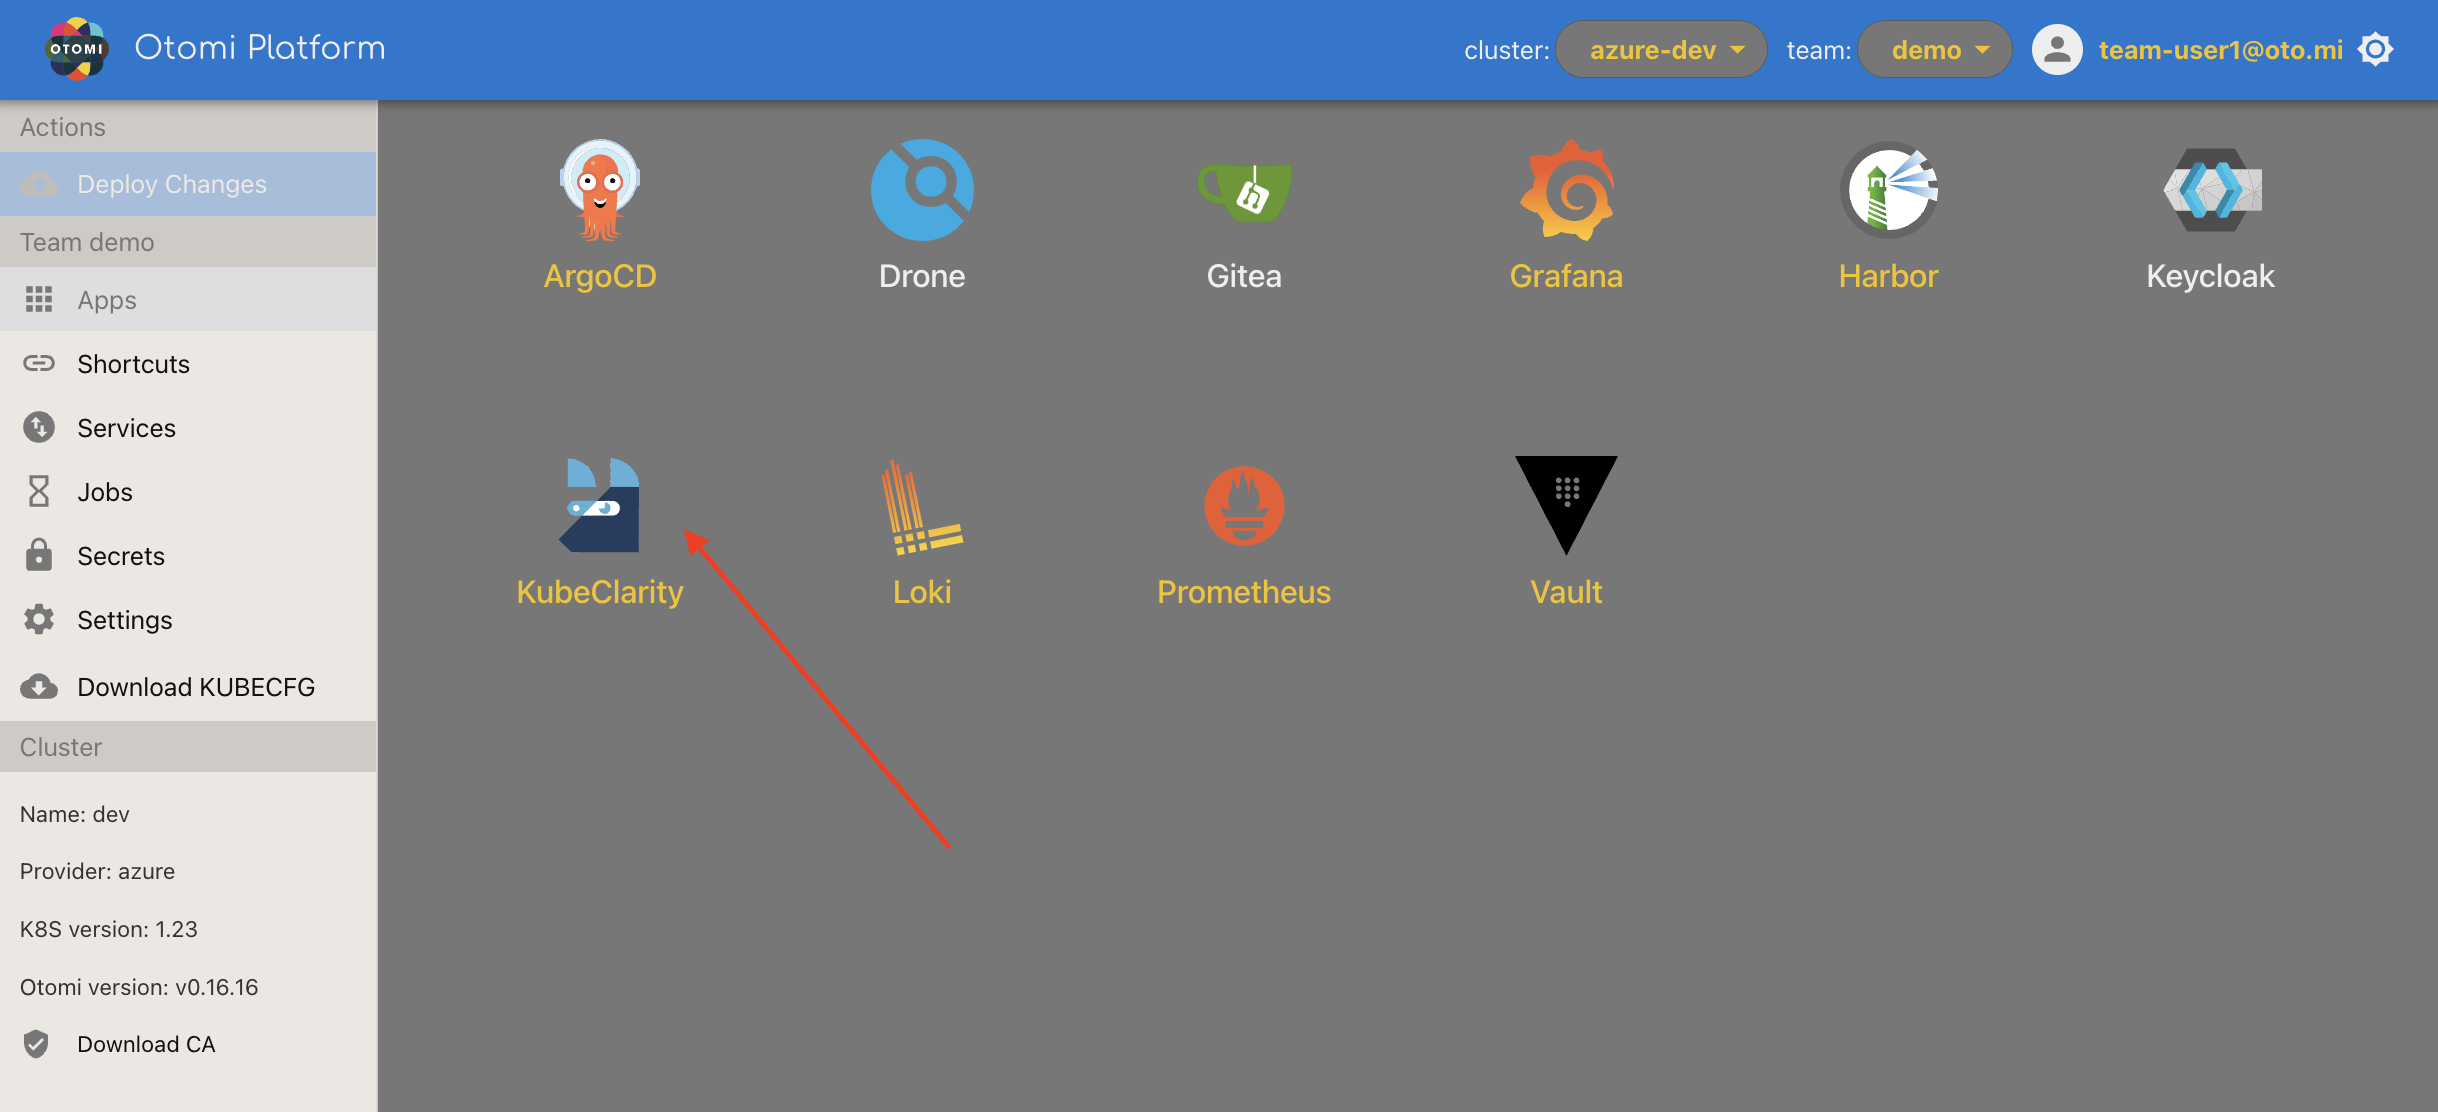 OTOMI
Otomi Platform
cluster: azure-dev team: demo team-user1@oto.mi
Actions
Deploy Changes
Team demo
Apps
Shortcuts
Services
Jobs
Secrets
Settings
Download KUBECFG
Cluster
Name: dev
Provider: azure
K8S version: 1.23
Otomi version: v0.16.16
Download CA
ArgoCD
Drone
Gitea
Grafana
Harbor
Keycloak
KubeClarity
Loki
Prometheus
Vault